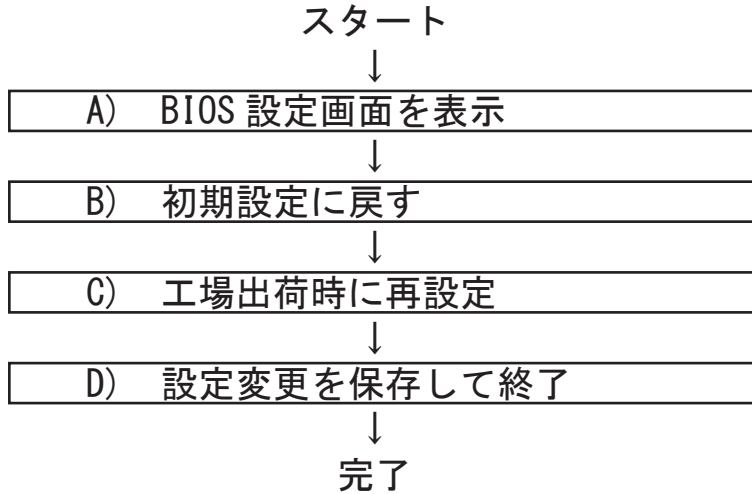 スタート
↓
A) BIOS 設定画面を表示
↓
B) 初期設定に戻す
↓
C) 工場出荷時に再設定
↓
D) 設定変更を保存して終了
↓
完了